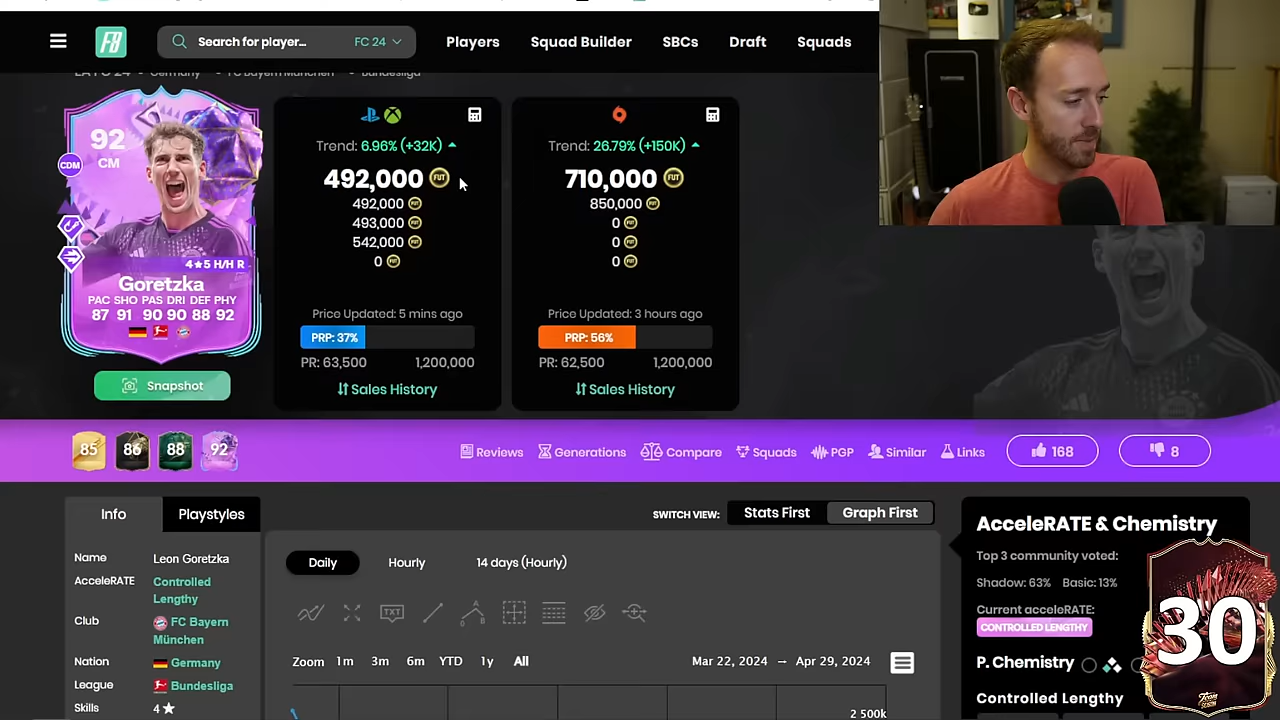 Search for player...
FC 24
Players
Squad Builder
SBCs
Draft
Squads
92
CM
CDM
4★5 H/H R
Goretzka
PAC SHO PAS DRI DEF PHY
87 91 90 90 88 92
Snapshot
Trend: 6.96% (+32K)
492,000
492,000
493,000
542,000
0
Price Updated: 5 mins ago
PRP: 37%
PR: 63,500
1,200,000
Sales History
Trend: 26.79% (+150K)
710,000
850,000
0
0
0
Price Updated: 3 hours ago
PRP: 56%
PR: 62,500
1,200,000
Sales History
85
86
88
92
Reviews
Generations
Compare
Squads
PGP
Similar
Links
168
8
Info
Playstyles
SWITCH VIEW:
Stats First
Graph First
Name
Leon Goretzka
AcceleRATE
Controlled
Lengthy
Club
FC Bayern
München
Nation
Germany
League
Bundesliga
Skills
4★
Daily
Hourly
14 days (Hourly)
TXT
Zoom
1m
3m
6m
YTD
1y
All
Mar 22, 2024 → Apr 29, 2024
2 500k
AcceleRATE & Chemistry
Top 3 community voted:
Shadow: 63%
Basic: 13%
Current acceleRATE:
CONTROLLED LENGTHY
P. Chemistry
Controlled Lengthy
30